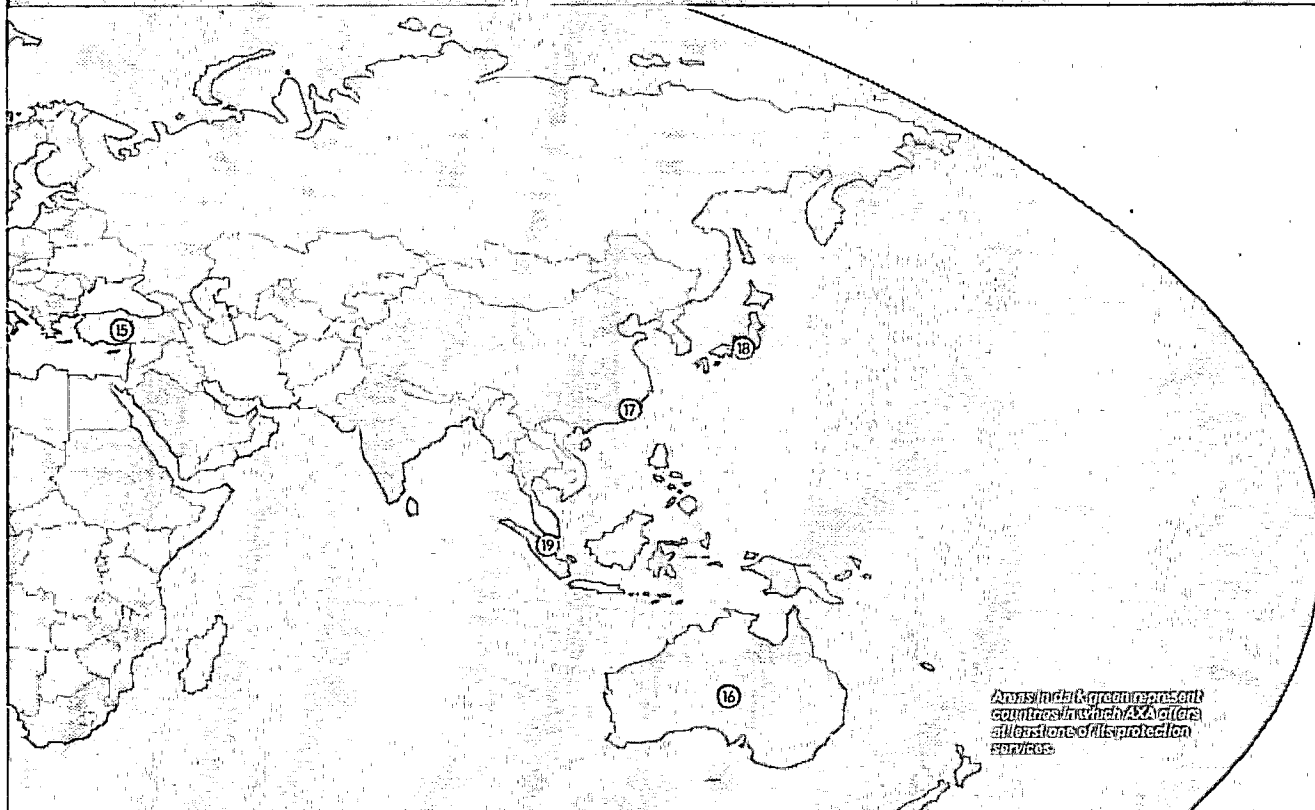 15
18
17
19
16
Areas in dark green represent
countries in which AXA offers
at least one of its protection
services.